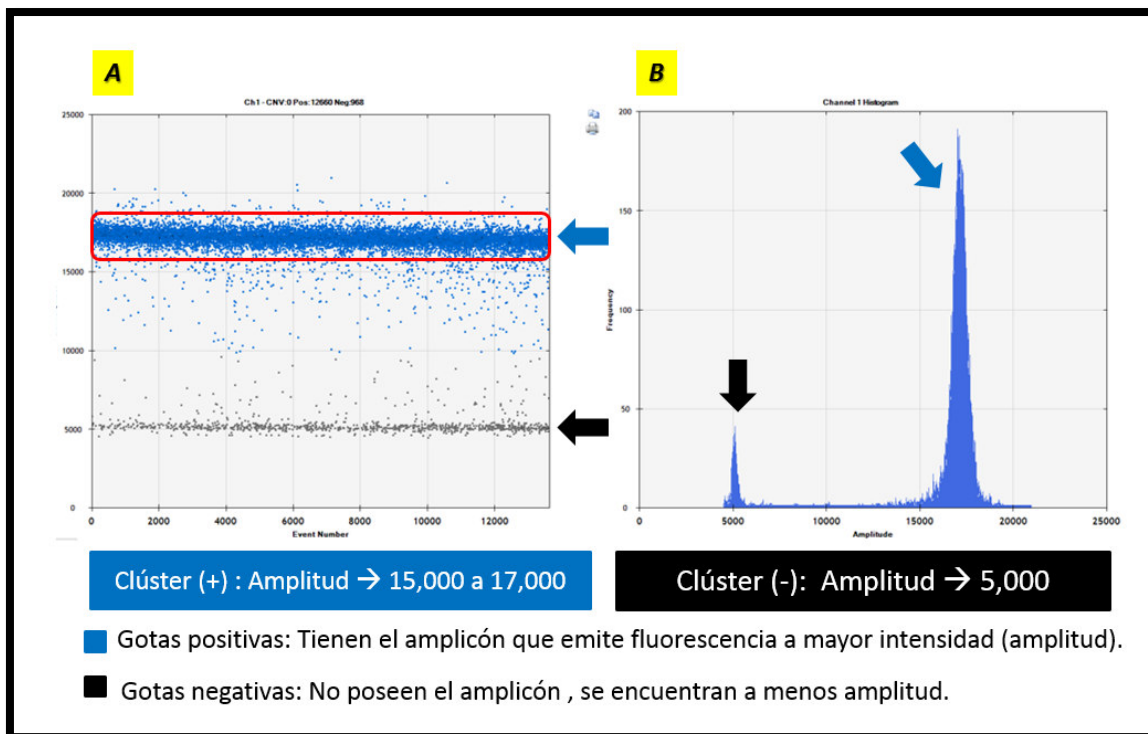 A
B
Ch1 - CNV:0 Pos:12660 Neg:968
Channel 1 Histogram
25000
20000
15000
10000
5000
0
0 2000 4000 6000 8000 10000 12000
Event Number
200
150
100
50
0
Frequency
0 5000 10000 15000 20000 25000
Amplitude
Clúster (+) : Amplitud → 15,000 a 17,000
Clúster (-): Amplitud → 5,000
Gotas positivas: Tienen el amplicón que emite fluorescencia a mayor intensidad (amplitud).
Gotas negativas: No poseen el amplicón , se encuentran a menos amplitud.